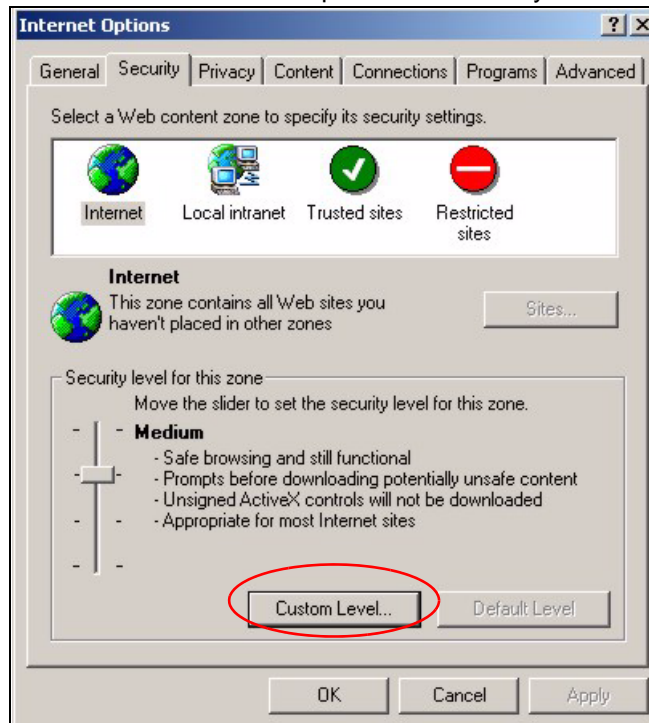 Internet Options
General Security Privacy Content Connections Programs Advanced
Select a Web content zone to specify its security settings.
Internet Local intranet Trusted sites Restricted
sites
Internet
This zone contains all Web sites you
haven't placed in other zones
Sites...
Security level for this zone
Move the slider to set the security level for this zone.
Medium
- Safe browsing and still functional
- Prompts before downloading potentially unsafe content
- Unsigned ActiveX controls will not be downloaded
- Appropriate for most Internet sites
Custom Level... Default Level
OK Cancel Apply